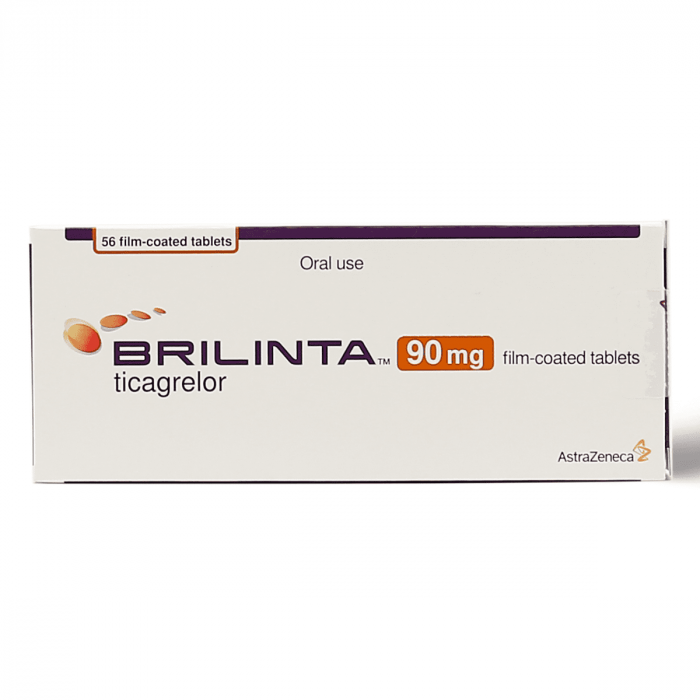 56 film-coated tablets
Oral use
BRILINTA™ 90 mg film-coated tablets
ticagrelor
AstraZeneca